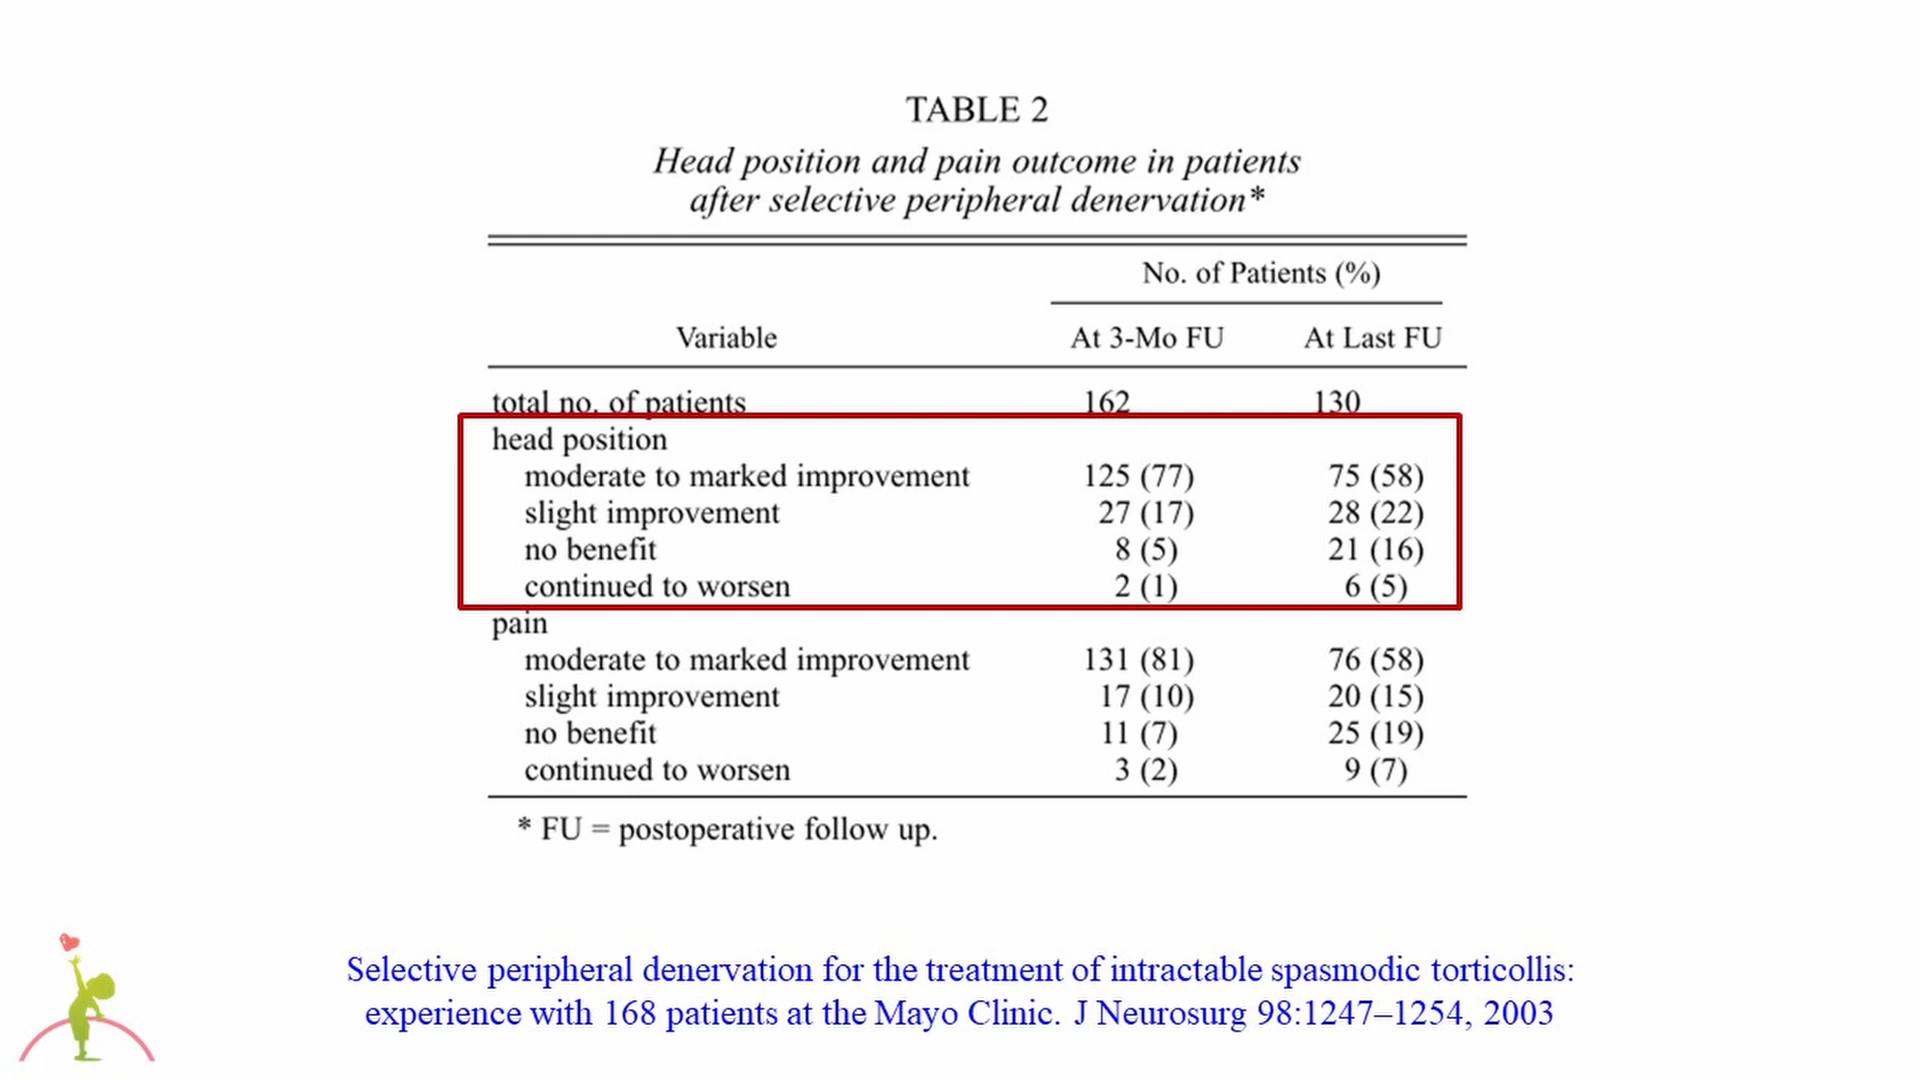 TABLE 2
Head position and pain outcome in patients
after selective peripheral denervation*
No. of Patients (%)
Variable At 3-Mo FU At Last FU
total no. of patients 162 130
head position
moderate to marked improvement 125 (77) 75 (58)
slight improvement 27 (17) 28 (22)
no benefit 8 (5) 21 (16)
continued to worsen 2 (1) 6 (5)
pain
moderate to marked improvement 131 (81) 76 (58)
slight improvement 17 (10) 20 (15)
no benefit 11 (7) 25 (19)
continued to worsen 3 (2) 9 (7)
* FU = postoperative follow up.
Selective peripheral denervation for the treatment of intractable spasmodic torticollis:
experience with 168 patients at the Mayo Clinic. J Neurosurg 98:1247–1254, 2003